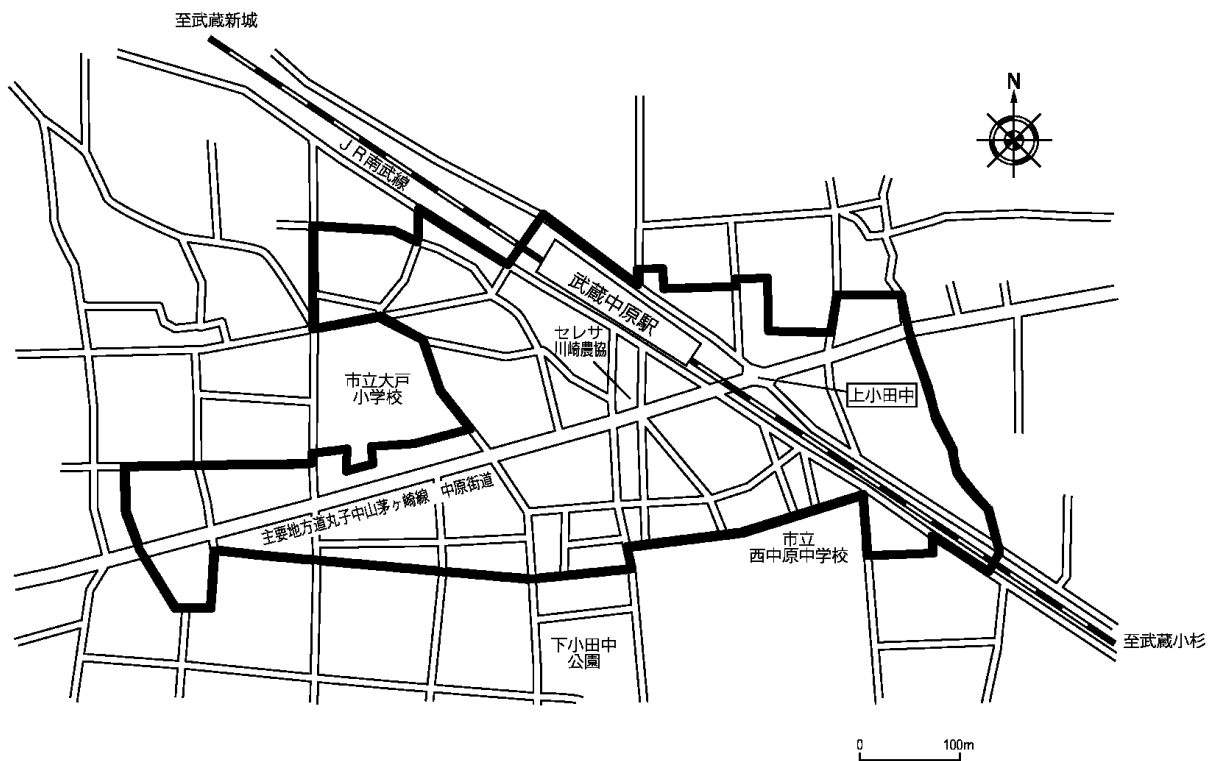 至武蔵新城
N
JR南武線
武蔵中原駅
セレサ
川崎農協
上小田中
市立大戸
小学校
主要地方道丸子中山茅ヶ崎線 中原街道
市立
西中原中学校
下小田中
公園
至武蔵小杉
0 100m